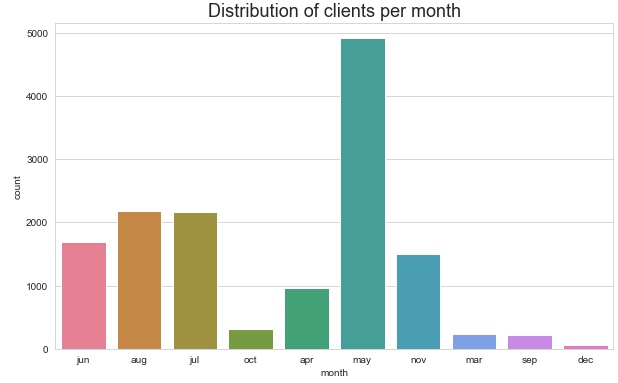 Distribution of clients per month
5000
4000
3000
2000
1000
0
count
jun aug jul oct apr may nov mar sep dec
month